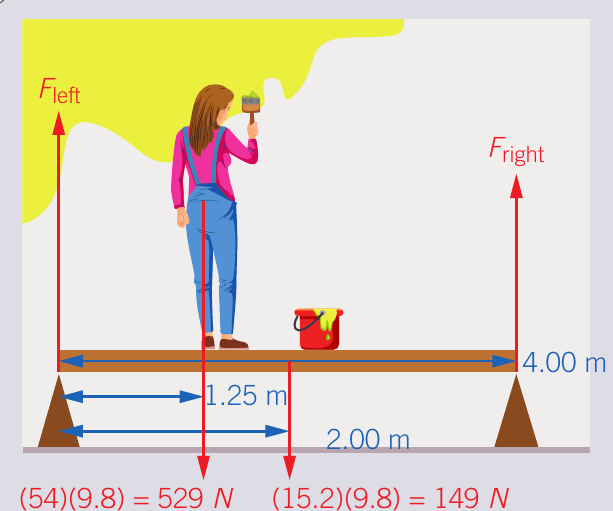 F_left
F_right
4.00 m
1.25 m
2.00 m
(54)(9.8) = 529 N
(15.2)(9.8) = 149 N